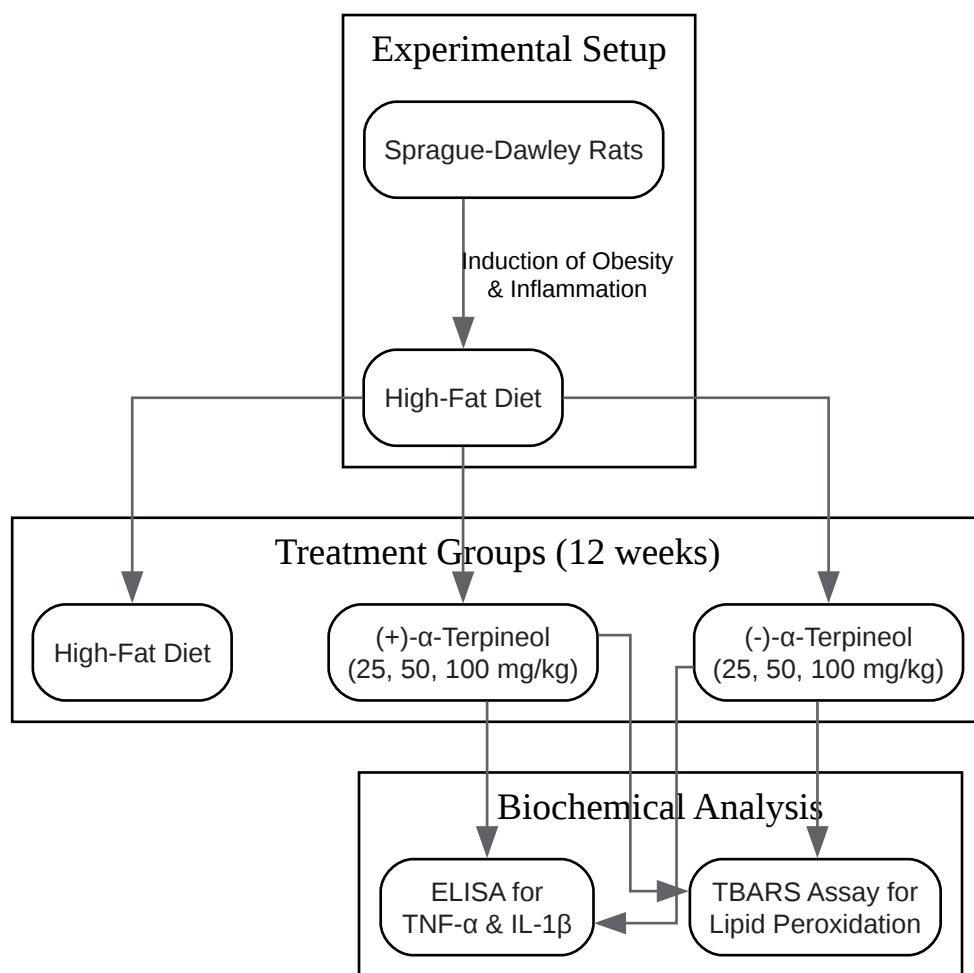 Experimental Setup
Sprague-Dawley Rats
Induction of Obesity
& Inflammation
High-Fat Diet
Treatment Groups (12 weeks)
High-Fat Diet
(+)-α-Terpineol
(25, 50, 100 mg/kg)
(-)-α-Terpineol
(25, 50, 100 mg/kg)
Biochemical Analysis
ELISA for
TNF-α & IL-1β
TBARS Assay for
Lipid Peroxidation